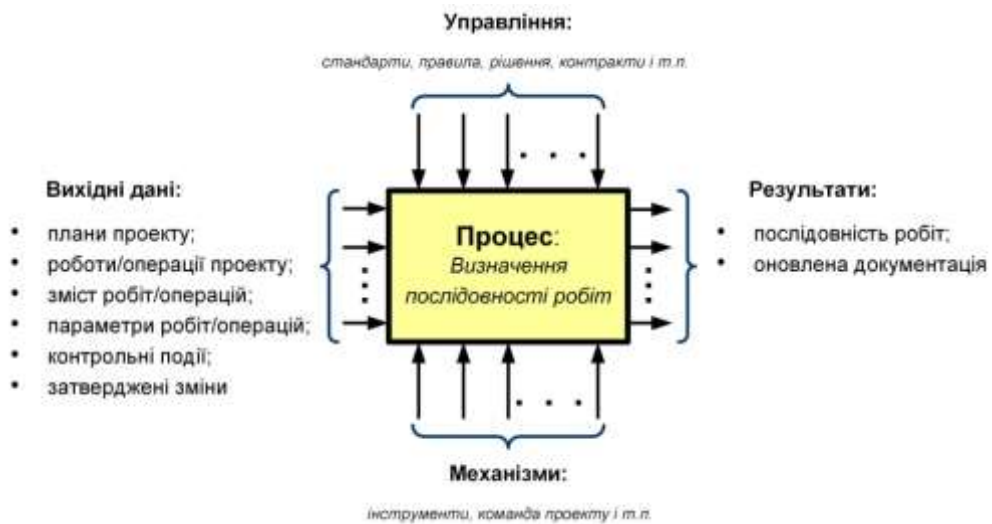 Управління:
стандарти, правила, рішення, контракти і т.п.
Вихідні дані:
• плани проекту;
• роботи/операції проекту;
• зміст робіт/операцій;
• параметри робіт/операцій;
• контрольні події;
• затверджені зміни
Процес:
Визначення
послідовності робіт
Результати:
• послідовність робіт;
• оновлена документація
Механізми:
інструменти, команда проекту і т.п.